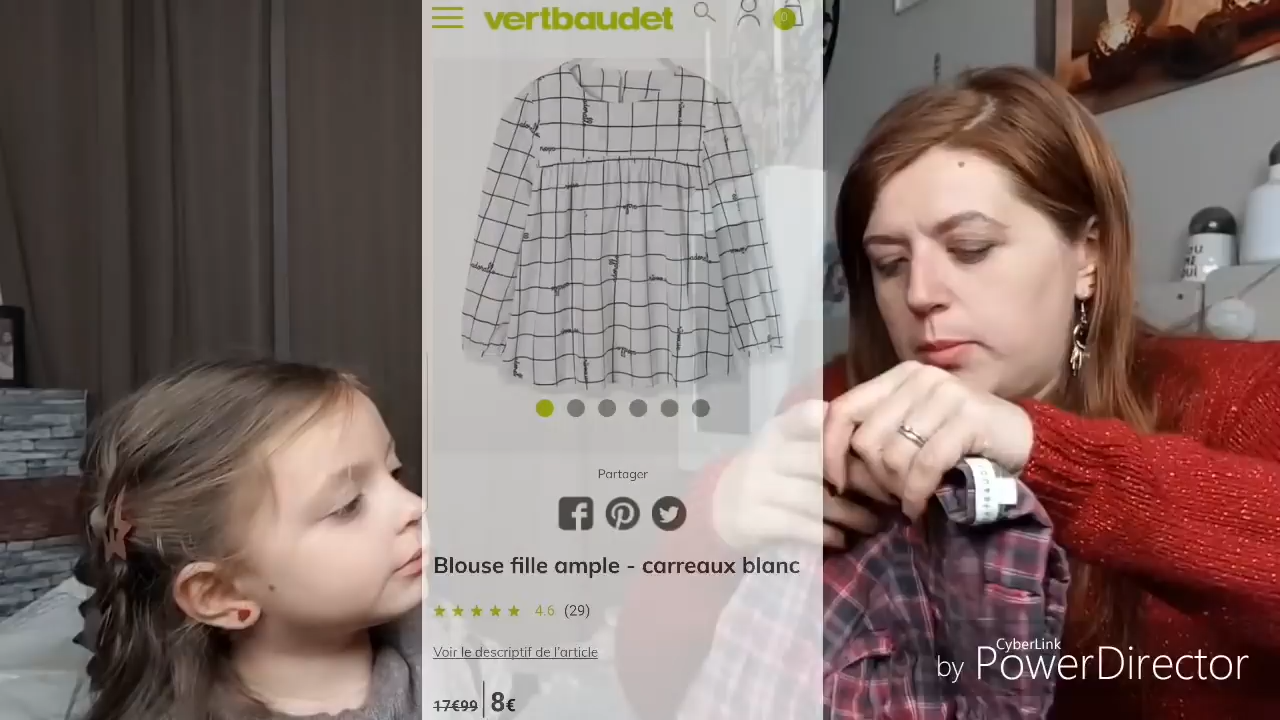 vertbaudet
Partager
Blouse fille ample - carreaux blanc
4.6 (29)
Voir le descriptif de l'article
17€99 8€
CyberLink
by PowerDirector